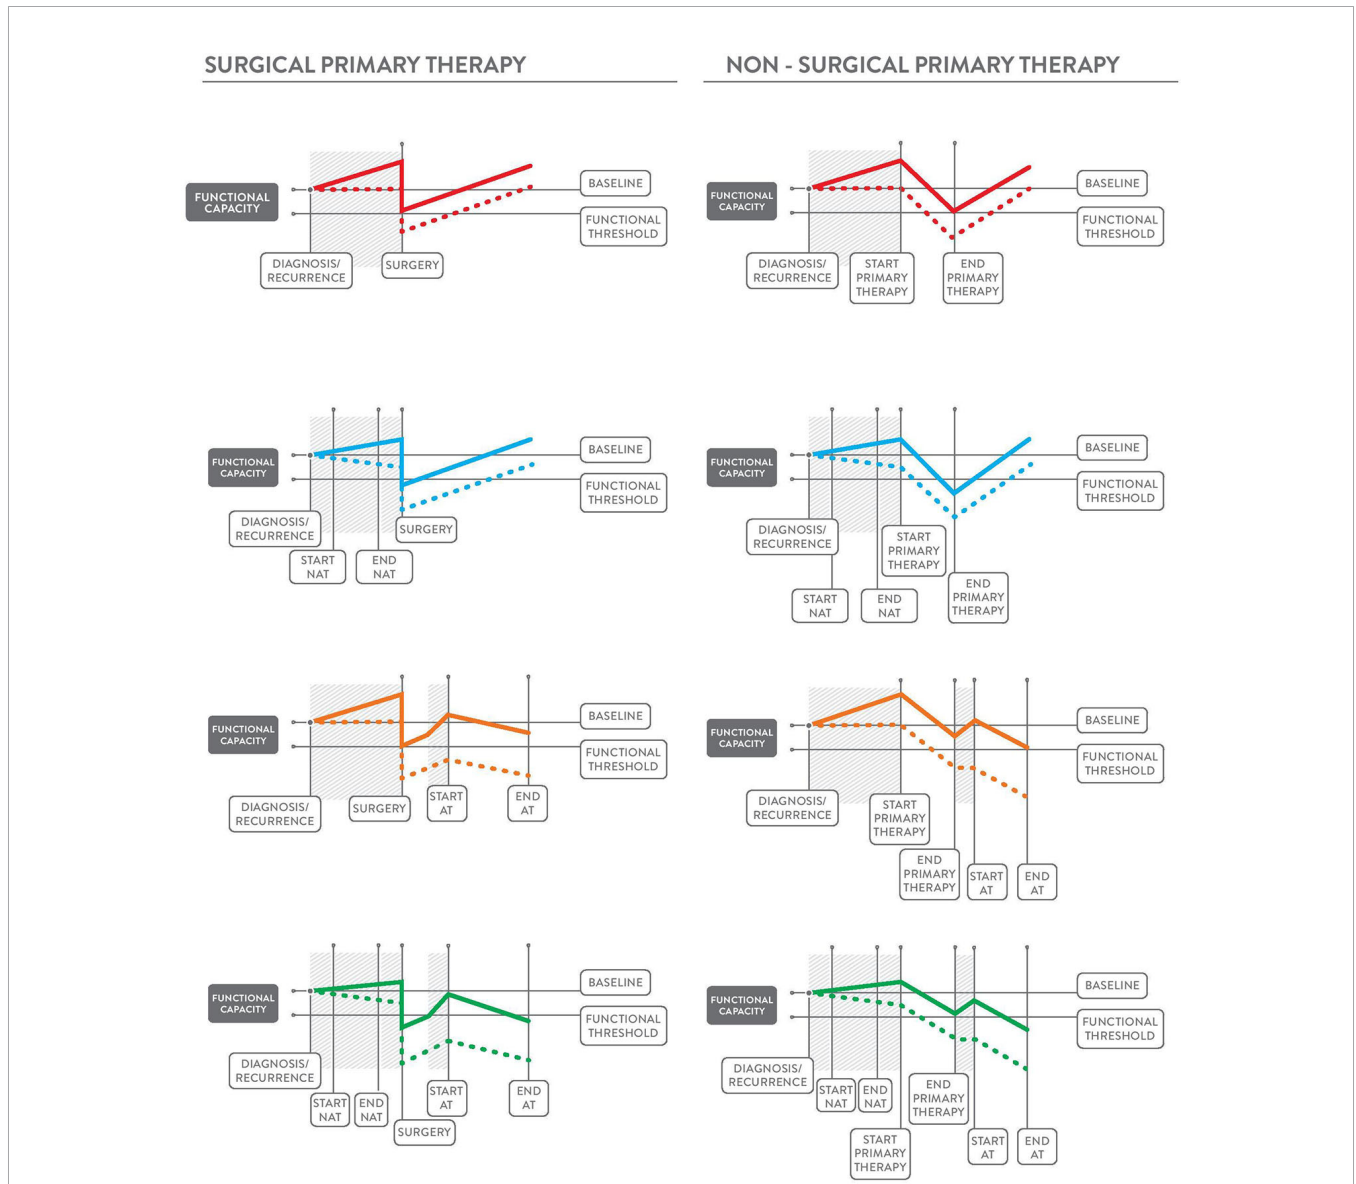 SURGICAL PRIMARY THERAPY
NON - SURGICAL PRIMARY THERAPY
FUNCTIONAL
CAPACITY
BASELINE
FUNCTIONAL
THRESHOLD
DIAGNOSIS/
RECURRENCE
SURGERY
FUNCTIONAL
CAPACITY
BASELINE
FUNCTIONAL
THRESHOLD
DIAGNOSIS/
RECURRENCE
START
PRIMARY
THERAPY
END
PRIMARY
THERAPY
FUNCTIONAL
CAPACITY
BASELINE
FUNCTIONAL
THRESHOLD
DIAGNOSIS/
RECURRENCE
SURGERY
START
NAT
END
NAT
FUNCTIONAL
CAPACITY
BASELINE
FUNCTIONAL
THRESHOLD
DIAGNOSIS/
RECURRENCE
START
PRIMARY
THERAPY
START
NAT
END
NAT
END
PRIMARY
THERAPY
FUNCTIONAL
CAPACITY
BASELINE
FUNCTIONAL
THRESHOLD
DIAGNOSIS/
RECURRENCE
SURGERY
START
AT
END
AT
FUNCTIONAL
CAPACITY
BASELINE
FUNCTIONAL
THRESHOLD
DIAGNOSIS/
RECURRENCE
START
PRIMARY
THERAPY
END
PRIMARY
THERAPY
START
AT
END
AT
FUNCTIONAL
CAPACITY
BASELINE
FUNCTIONAL
THRESHOLD
DIAGNOSIS/
RECURRENCE
START
NAT
END
NAT
SURGERY
START
AT
END
AT
FUNCTIONAL
CAPACITY
BASELINE
FUNCTIONAL
THRESHOLD
DIAGNOSIS/
RECURRENCE
START
NAT
END
NAT
END
PRIMARY
THERAPY
START
PRIMARY
THERAPY
START
AT
END
AT